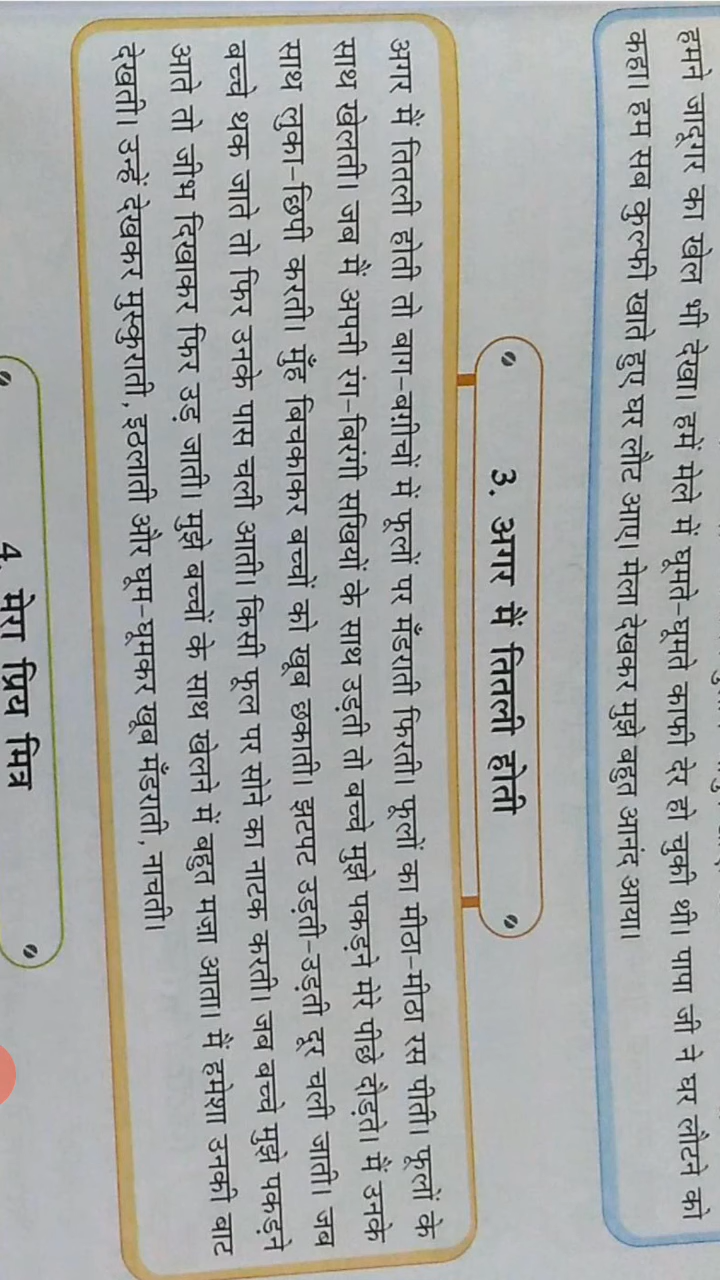 हमने जादूगर का खेल भी देखा। हमें मेले में घूमते-घूमते काफी देर हो चुकी थी। पापा जी ने घर लौटने को
कहा। हम सब कुल्फी खाते हुए घर लौट आए। मेला देखकर मुझे बहुत आनंद आया।
3. अगर मैं तितली होती
अगर मैं तितली होती तो बाग-बगीचों में फूलों पर मँडराती फिरती। फूलों का मीठा-मीठा रस पीती। फूलों के
साथ खेलती। जब मैं अपनी रंग-बिरंगी सखियों के साथ उड़ती तो बच्चे मुझे पकड़ने मेरे पीछे दौड़ते। मैं उनके
साथ लुका-छिपी करती। मुँह बिचकाकर बच्चों को खूब छकाती। झटपट उड़ती-उड़ती दूर चली जाती। जब
बच्चे थक जाते तो फिर उनके पास चली आती। किसी फूल पर सोने का नाटक करती। जब बच्चे मुझे पकड़ने
आते तो जीभ दिखाकर फिर उड़ जाती। मुझे बच्चों के साथ खेलने में बहुत मज़ा आता। मैं हमेशा उनकी बाट
देखती। उन्हें देखकर मुस्कुराती, इठलाती और घूम-घूमकर खूब मँडराती, नाचती।
4. मेरा प्रिय मित्र